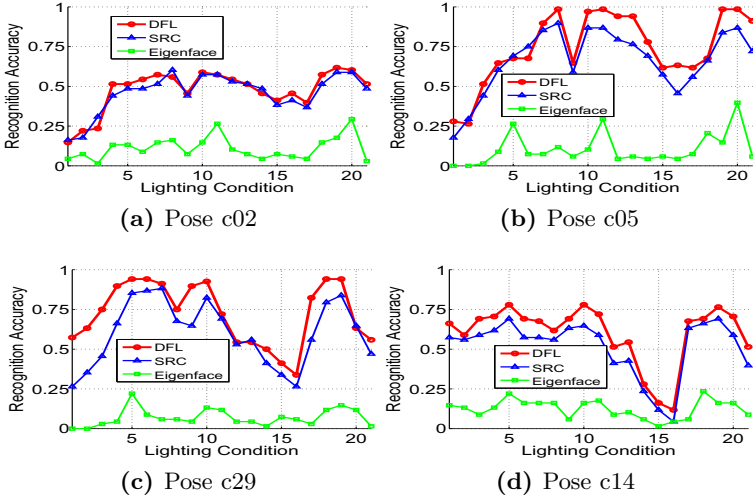 1
0.75
0.5
0.25
0
Recognition Accuracy
DFL
SRC
Eigenface
5 10 15 20
Lighting Condition
(a) Pose c02
1
0.75
0.5
0.25
0
Recognition Accuracy
DFL
SRC
Eigenface
5 10 15 20
Lighting Condition
(b) Pose c05
1
0.75
0.5
0.25
0
Recognition Accuracy
DFL
SRC
Eigenface
5 10 15 20
Lighting Condition
(c) Pose c29
1
0.75
0.5
0.25
0
Recognition Accuracy
DFL
SRC
Eigenface
5 10 15 20
Lighting Condition
(d) Pose c14